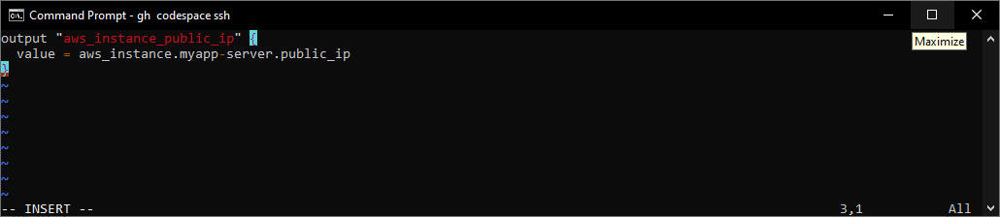 Command Prompt - gh  codespace ssh
output "aws_instance_public_ip" {
Maximize
  value = aws_instance.myapp-server.public_ip
}
~
~
~
~
~
~
~
~
-- INSERT --                                                                                                3,1           All